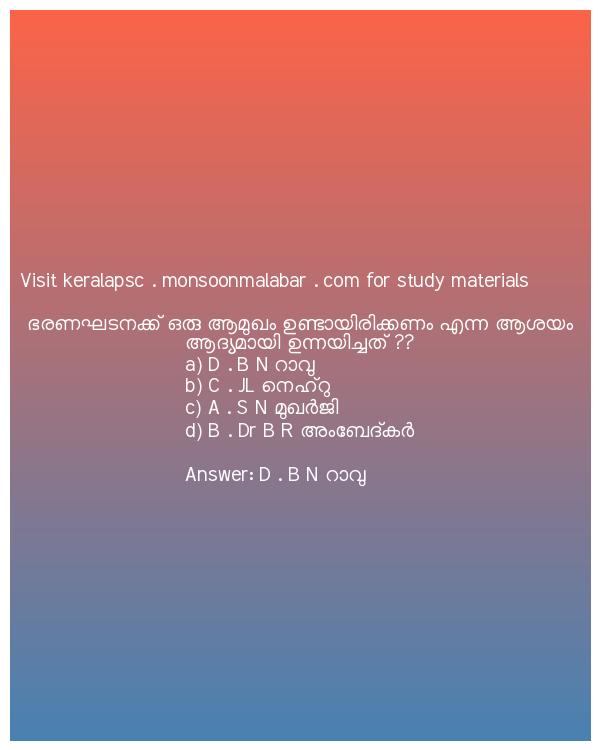 Visit keralapsc . monsoonmalabar . com for study materials
ഭരണഘടനക്ക് ഒരു ആമുഖം ഉണ്ടായിരിക്കണം എന്ന ആശയം
ആദ്യമായി ഉന്നയിച്ചത് ??
a) D . B N റാവു
b) C . JL നെഹ്റു
c) A . S N മുഖർജി
d) B . Dr B R അംബേദ്കർ
Answer: D . B N റാവു